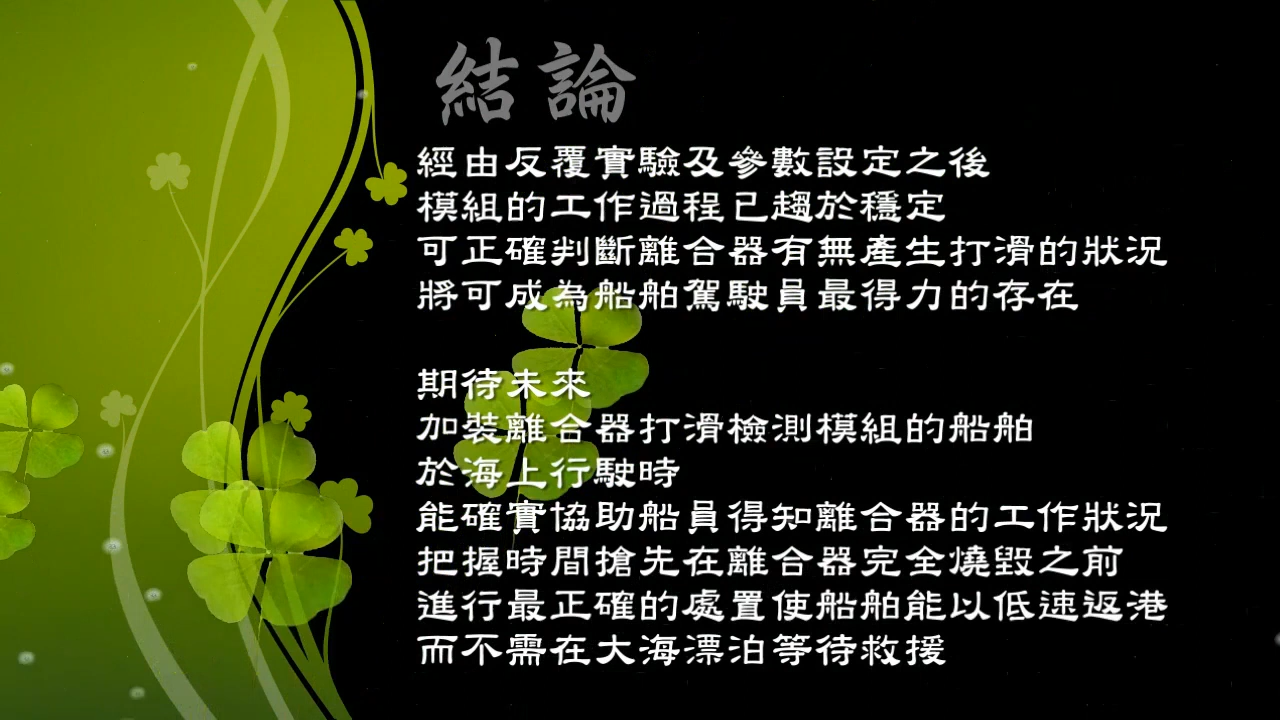 結論
經由反覆實驗及參數設定之後
模組的工作過程已趨於穩定
可正確判斷離合器有無產生打滑的狀況
將可成為船舶駕駛員最得力的存在
期待未來
加裝離合器打滑檢測模組的船舶
於海上行駛時
能確實協助船員得知離合器的工作狀況
把握時間搶先在離合器完全燒毀之前
進行最正確的處置使船舶能以低速返港
而不需在大海漂泊等待救援